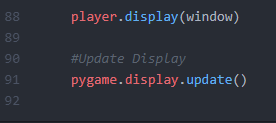 88 player.display(window)
89
90 #Update Display
91 pygame.display.update()
92